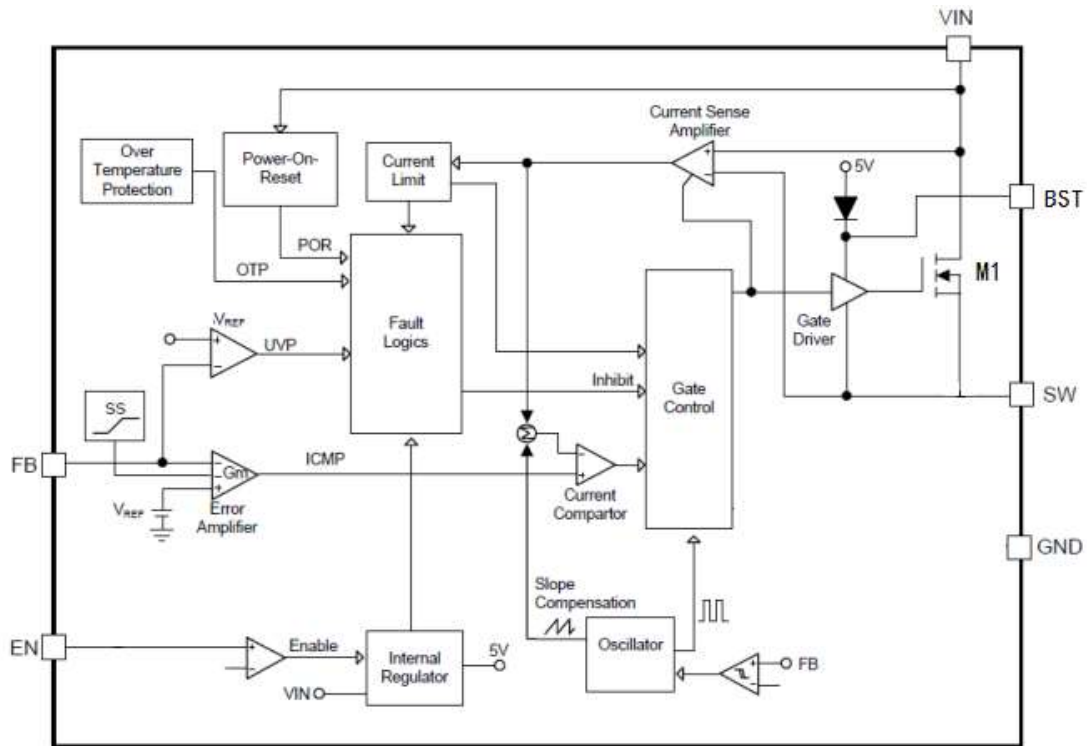 VIN
Current Sense
Amplifier
Over
Temperature
Protection
Power-On-
Reset
Current
Limit
+
-
5V
BST
POR
OTP
M1
Fault
Logics
Gate
Driver
VREF
+
-
UVP
Inhibit
Gate
Control
SW
SS
Σ
FB
ICMP
-
-
+
Gm
-
+
VREF
Error
Amplifier
Current
Compartor
GND
Slope
Compensation
EN
+
-
Enable
Internal
Regulator
5V
Oscillator
VIN
+
-
FB